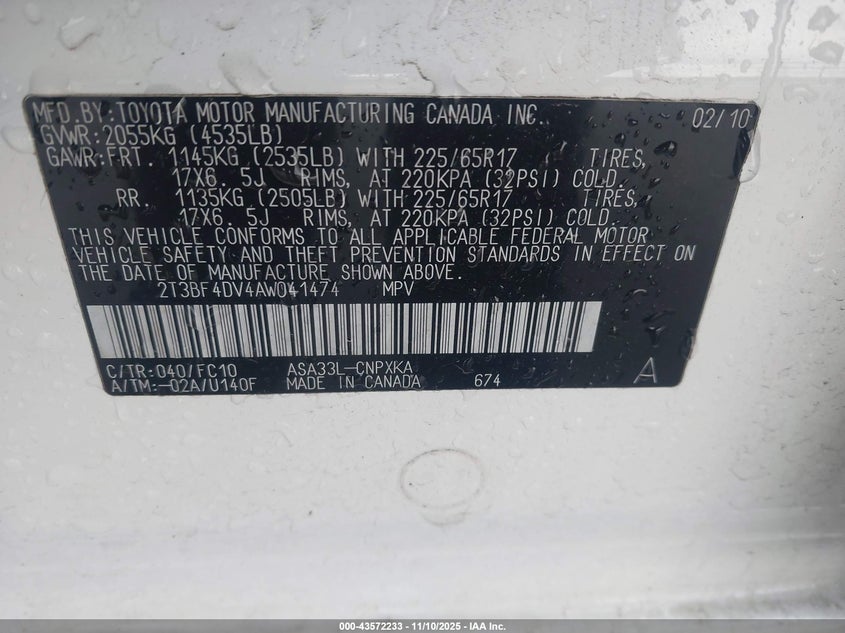 MFD. BY: TOYOTA MOTOR MANUFACTURING CANADA INC. 02/10
GVWR: 2055KG (4535LB)
GAWR: FRT. 1145KG (2535LB) WITH 225/65R17 TIRES,
17X6. 5J RIMS, AT 220KPA (32PSI) COLD.
RR. 1135KG (2505LB) WITH 225/65R17 TIRES,
17X6. 5J RIMS, AT 220KPA (32PSI) COLD.
THIS VEHICLE CONFORMS TO ALL APPLICABLE FEDERAL MOTOR
VEHICLE SAFETY AND THEFT PREVENTION STANDARDS IN EFFECT ON
THE DATE OF MANUFACTURE SHOWN ABOVE.
2T3BF4DV4AW041474 MPV
C/TR: 040/FC10 ASA33L-CNPXKA
A/TM: -02A/U140F MADE IN CANADA 674 A
000-43572233 - 11/10/2025 - IAA Inc.